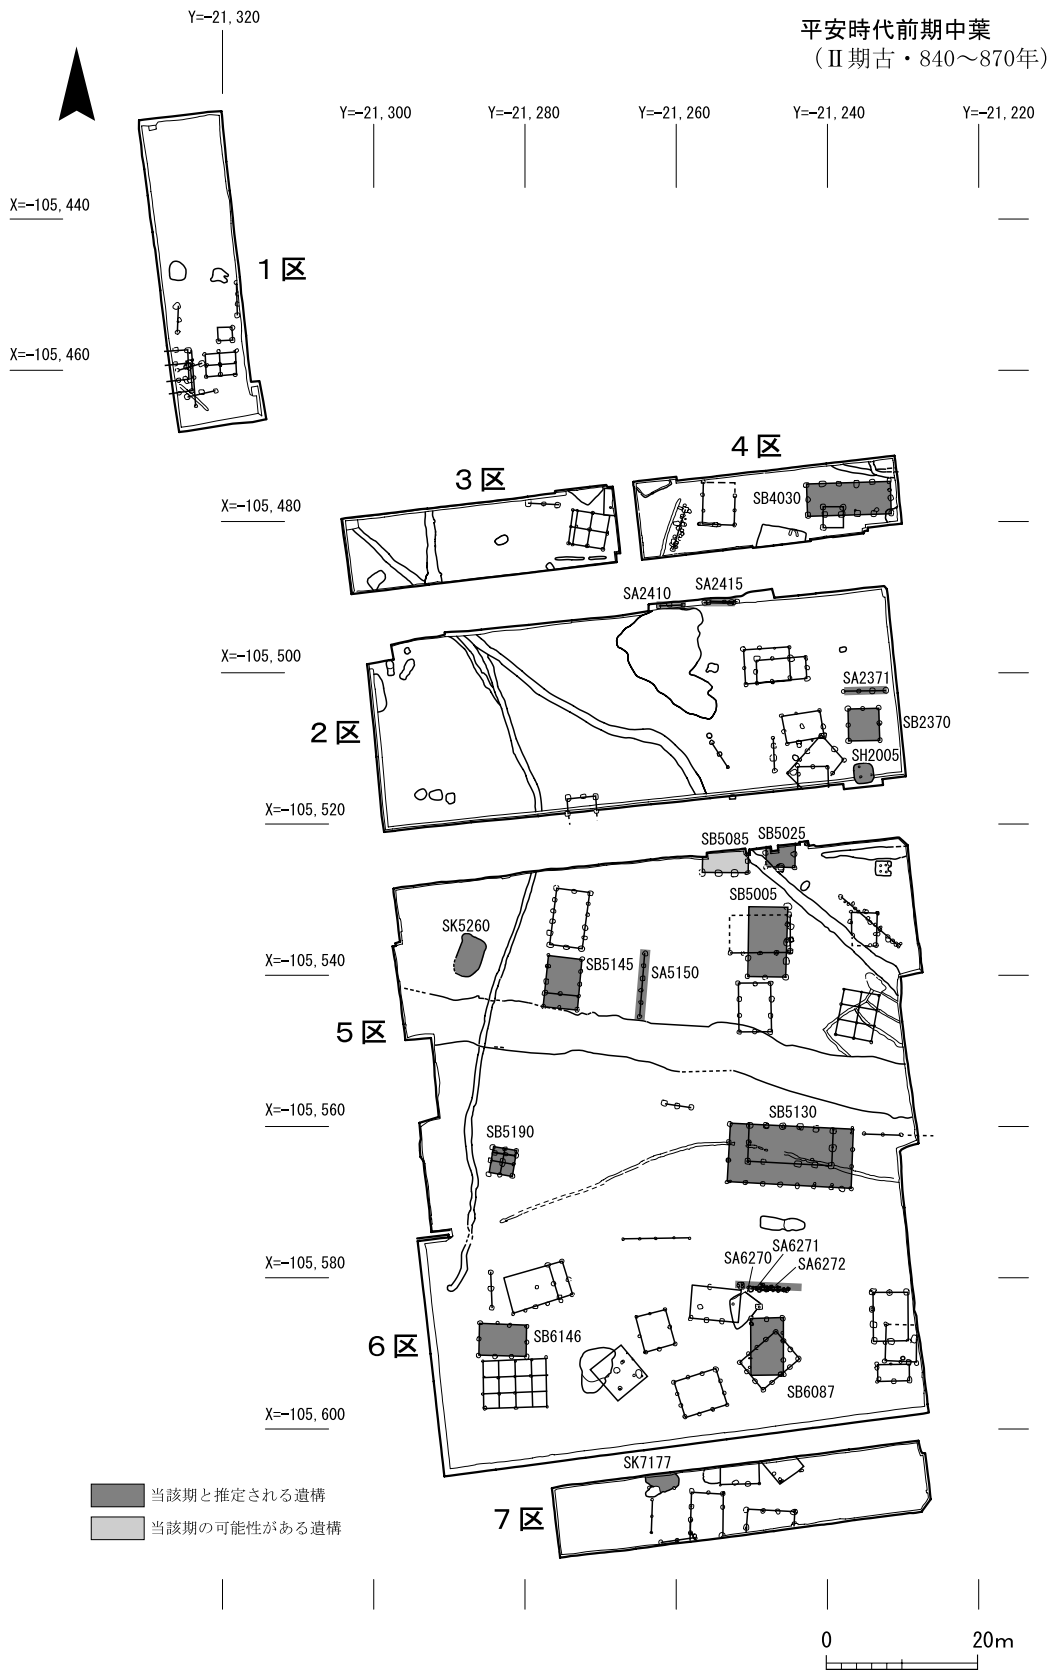 Y=-21,320
平安時代前期中葉
（Ⅱ期古・840～870年）
Y=-21,300
Y=-21,280
Y=-21,260
Y=-21,240
Y=-21,220
X=-105,440
1区
X=-105,460
4区
3区
X=-105,480
SB4030
SA2410
SA2415
X=-105,500
SA2371
2区
SB2370
SH2005
X=-105,520
SB5085
SB5025
SB5005
SK5260
X=-105,540
SB5145
SA5150
5区
X=-105,560
SB5130
SB5190
X=-105,580
SA6271
SA6270
SA6272
6区
SB6146
SB6087
X=-105,600
SK7177
当該期と推定される遺構
7区
当該期の可能性がある遺構
0
20m